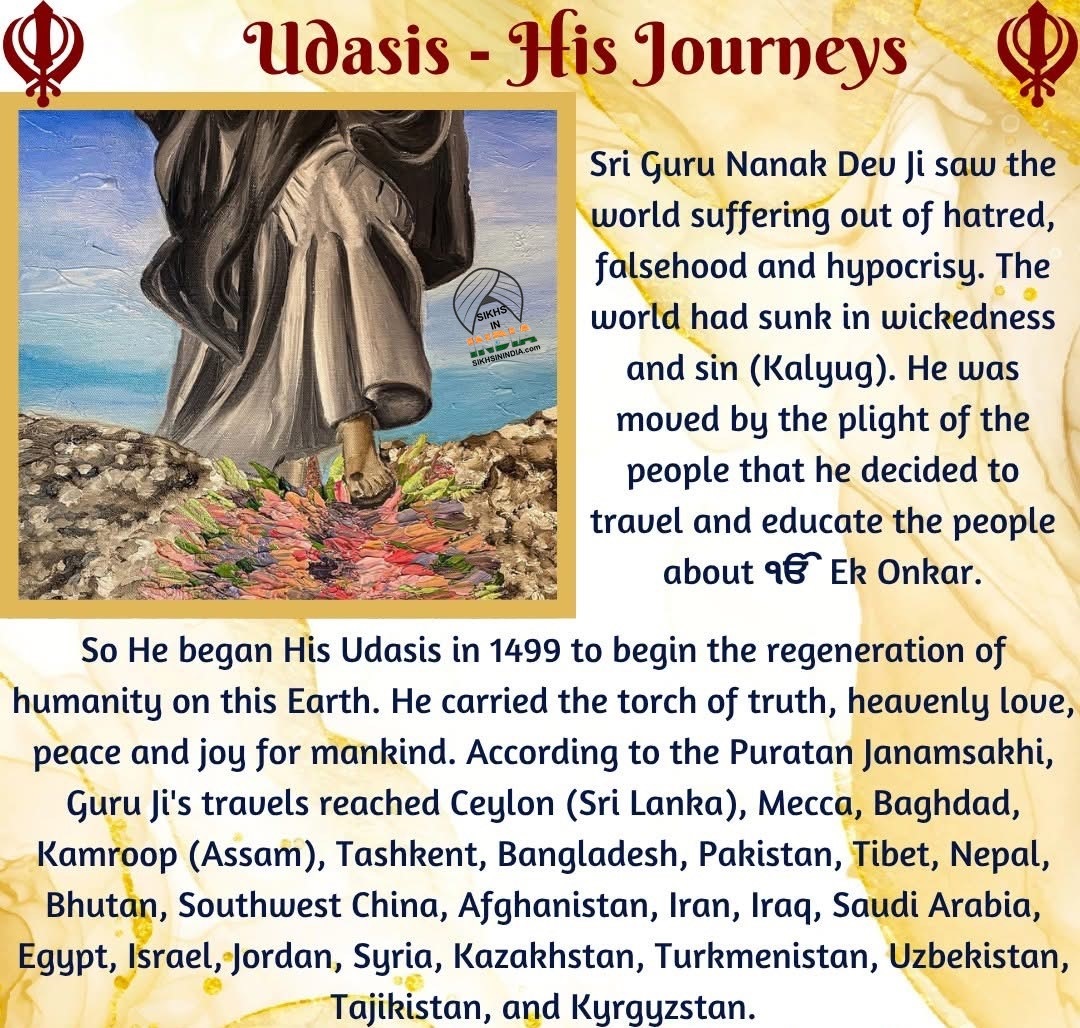 Udasis - His Journeys
Sri Guru Nanak Dev Ji saw the
world suffering out of hatred,
falsehood and hypocrisy. The
world had sunk in wickedness
and sin (Kalyug). He was
moved by the plight of the
people that he decided to
travel and educate the people
about ੴ Ek Onkar.
SIKHS
IN
INDIA
SIKHSININDIA.com
So He began His Udasis in 1499 to begin the regeneration of
humanity on this Earth. He carried the torch of truth, heavenly love,
peace and joy for mankind. According to the Puratan Janamsakhi,
Guru Ji's travels reached Ceylon (Sri Lanka), Mecca, Baghdad,
Kamroop (Assam), Tashkent, Bangladesh, Pakistan, Tibet, Nepal,
Bhutan, Southwest China, Afghanistan, Iran, Iraq, Saudi Arabia,
Egypt, Israel, Jordan, Syria, Kazakhstan, Turkmenistan, Uzbekistan,
Tajikistan, and Kyrgyzstan.